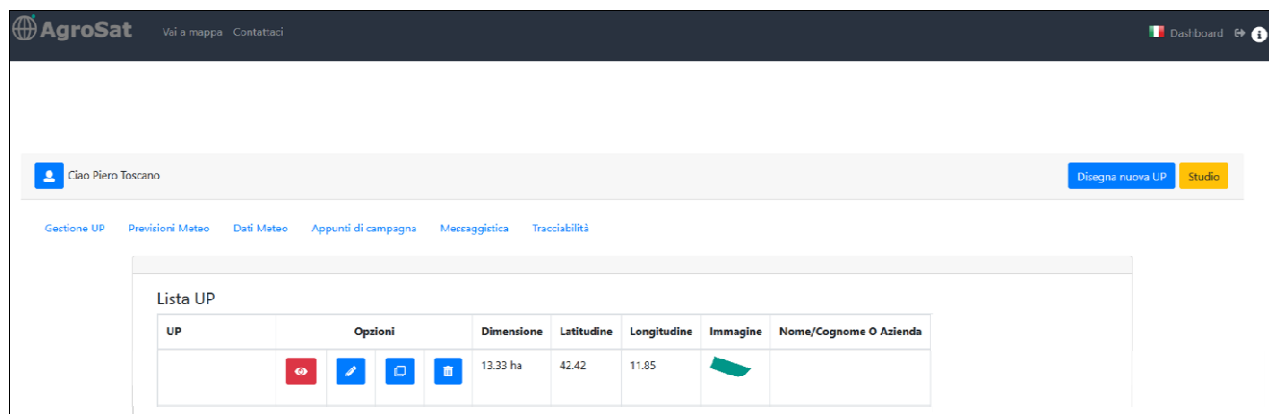 AgroSat Vai a mappa Contattaci Dashboard
Ciao Piero Toscano Disegna nuova UP Studio
Gestione UP Previsioni Meteo Dati Meteo Appunti di campagna Messaggistica Tracciabilità
Lista UP
UP Opzioni Dimensione Latitudine Longitudine Immagine Nome/Cognome O Azienda
13.33 ha 42.42 11.85